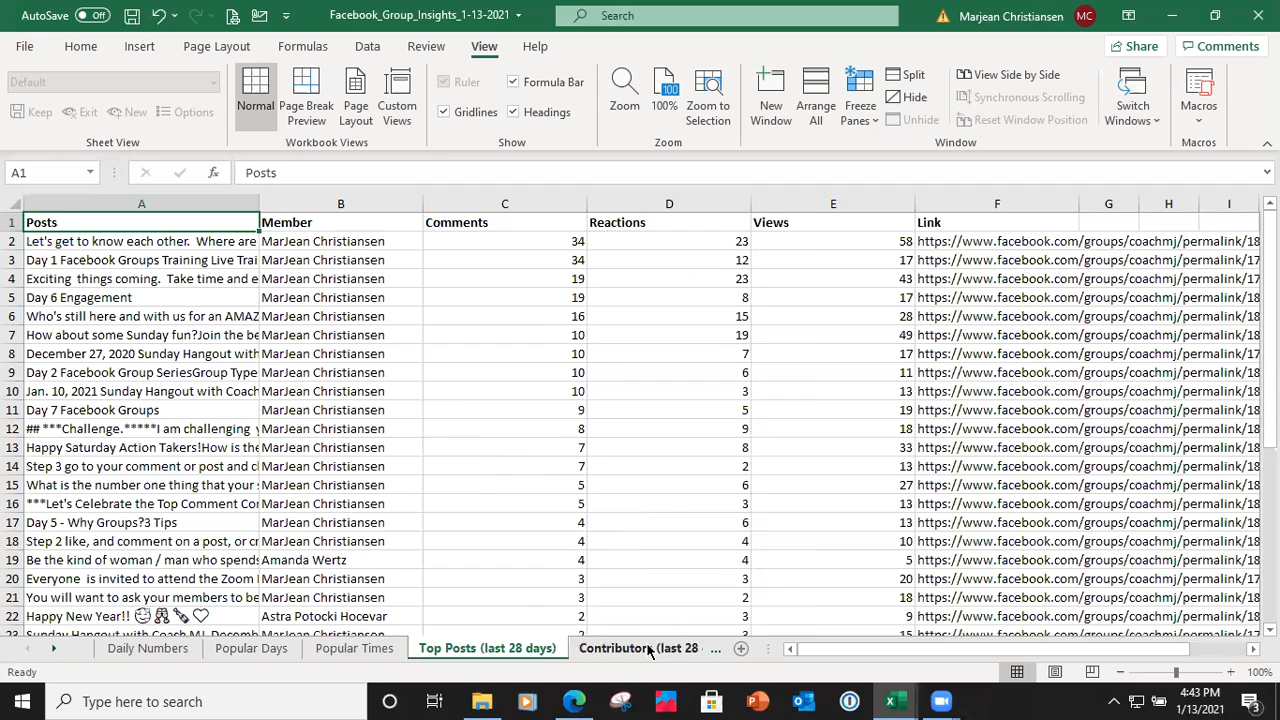 AutoSave Off Facebook_Group_Insights_1-13-2021 Search Marjean Christiansen MC
File Home Insert Page Layout Formulas Data Review View Help Share Comments
Default
Keep Exit New Options
Sheet View
Normal Page Break Preview Page Layout Custom Views
Workbook Views
Ruler Formula Bar
Gridlines Headings
Show
Zoom 100% Zoom to Selection
Zoom
New Window Arrange All Freeze Panes
Split
Hide
Unhide
View Side by Side
Synchronous Scrolling
Reset Window Position
Switch Windows
Window
Macros
Macros
A1 fx Posts
A B C D E F G H I
1 Posts Member Comments Reactions Views Link
2 Let's get to know each other. Where are MarJean Christiansen 34 23 58 https://www.facebook.com/groups/coachmj/permalink/18
3 Day 1 Facebook Groups Training Live Trai MarJean Christiansen 34 12 17 https://www.facebook.com/groups/coachmj/permalink/17
4 Exciting things coming. Take time and e MarJean Christiansen 19 23 43 https://www.facebook.com/groups/coachmj/permalink/18
5 Day 6 Engagement MarJean Christiansen 19 8 17 https://www.facebook.com/groups/coachmj/permalink/18
6 Who's still here and with us for an AMAZ MarJean Christiansen 16 15 28 https://www.facebook.com/groups/coachmj/permalink/18
7 How about some Sunday fun?Join the be MarJean Christiansen 10 19 49 https://www.facebook.com/groups/coachmj/permalink/18
8 December 27, 2020 Sunday Hangout with MarJean Christiansen 10 7 17 https://www.facebook.com/groups/coachmj/permalink/18
9 Day 2 Facebook Group SeriesGroup Type MarJean Christiansen 10 6 11 https://www.facebook.com/groups/coachmj/permalink/18
10 Jan. 10, 2021 Sunday Hangout with Coac MarJean Christiansen 10 3 13 https://www.facebook.com/groups/coachmj/permalink/18
11 Day 7 Facebook Groups MarJean Christiansen 9 5 19 https://www.facebook.com/groups/coachmj/permalink/18
12 ## ***Challenge.*****I am challenging y MarJean Christiansen 8 9 18 https://www.facebook.com/groups/coachmj/permalink/18
13 Happy Saturday Action Takers!How is the MarJean Christiansen 7 8 33 https://www.facebook.com/groups/coachmj/permalink/18
14 Step 3 go to your comment or post and cl MarJean Christiansen 7 2 13 https://www.facebook.com/groups/coachmj/permalink/18
15 What is the number one thing that your s MarJean Christiansen 5 6 27 https://www.facebook.com/groups/coachmj/permalink/18
16 ***Let's Celebrate the Top Comment Con MarJean Christiansen 5 3 13 https://www.facebook.com/groups/coachmj/permalink/18
17 Day 5 - Why Groups?3 Tips MarJean Christiansen 4 6 13 https://www.facebook.com/groups/coachmj/permalink/18
18 Step 2 like, and comment on a post, or cr MarJean Christiansen 4 4 10 https://www.facebook.com/groups/coachmj/permalink/18
19 Be the kind of woman / man who spends Amanda Wertz 4 4 5 https://www.facebook.com/groups/coachmj/permalink/18
20 Everyone is invited to attend the Zoom MarJean Christiansen 3 3 20 https://www.facebook.com/groups/coachmj/permalink/17
21 You will want to ask your members to be MarJean Christiansen 3 2 18 https://www.facebook.com/groups/coachmj/permalink/18
22 Happy New Year!! Astra Potocki Hocevar 2 3 9 https://www.facebook.com/groups/coachmj/permalink/18
23 Sunday Hangout with Coach MJ MarJean Christiansen 2 3 15 https://www.facebook.com/groups/coachmj/permalink/18
Daily Numbers Popular Days Popular Times Top Posts (last 28 days) Contributors (last 28 ...
Ready 100%
Type here to search 4:43 PM
1/13/2021 3